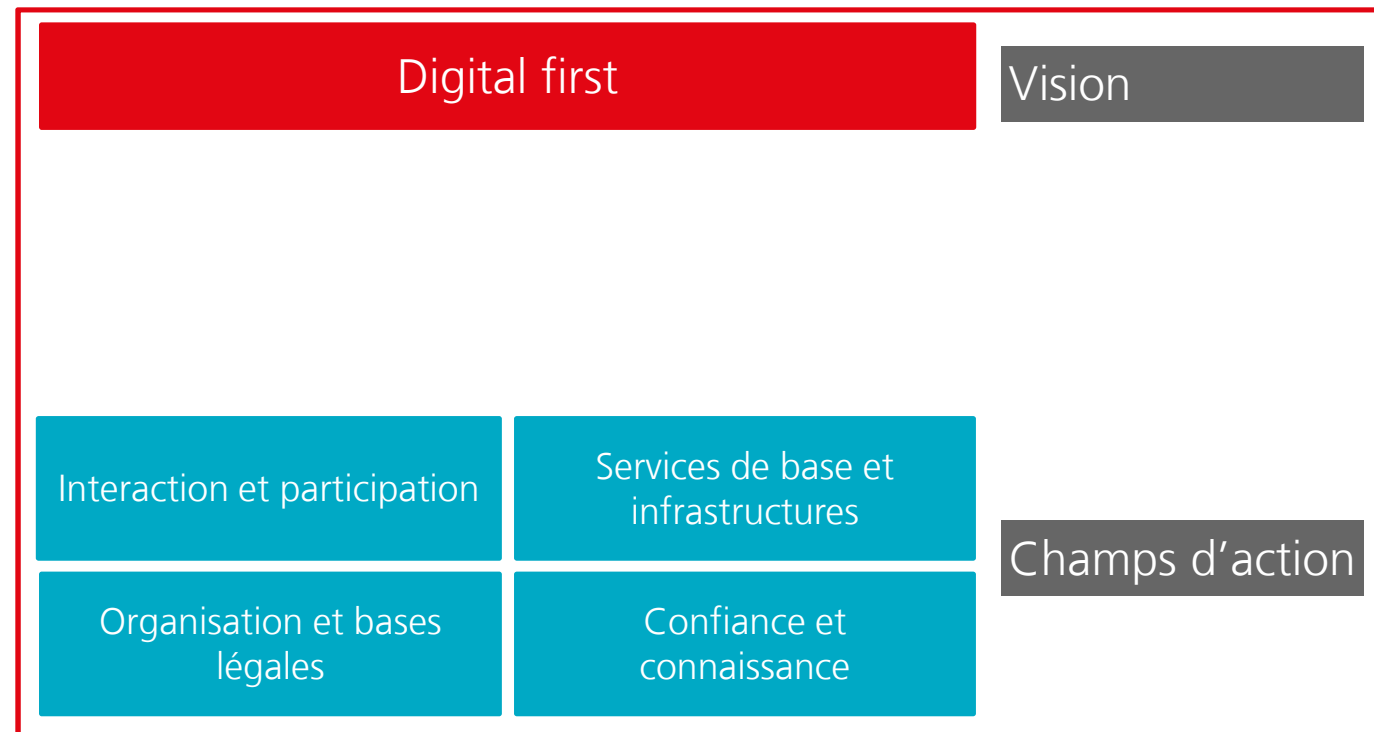 Digital first
Vision
Interaction et participation
Services de base et
infrastructures
Champs d’action
Organisation et bases
légales
Confiance et
connaissance